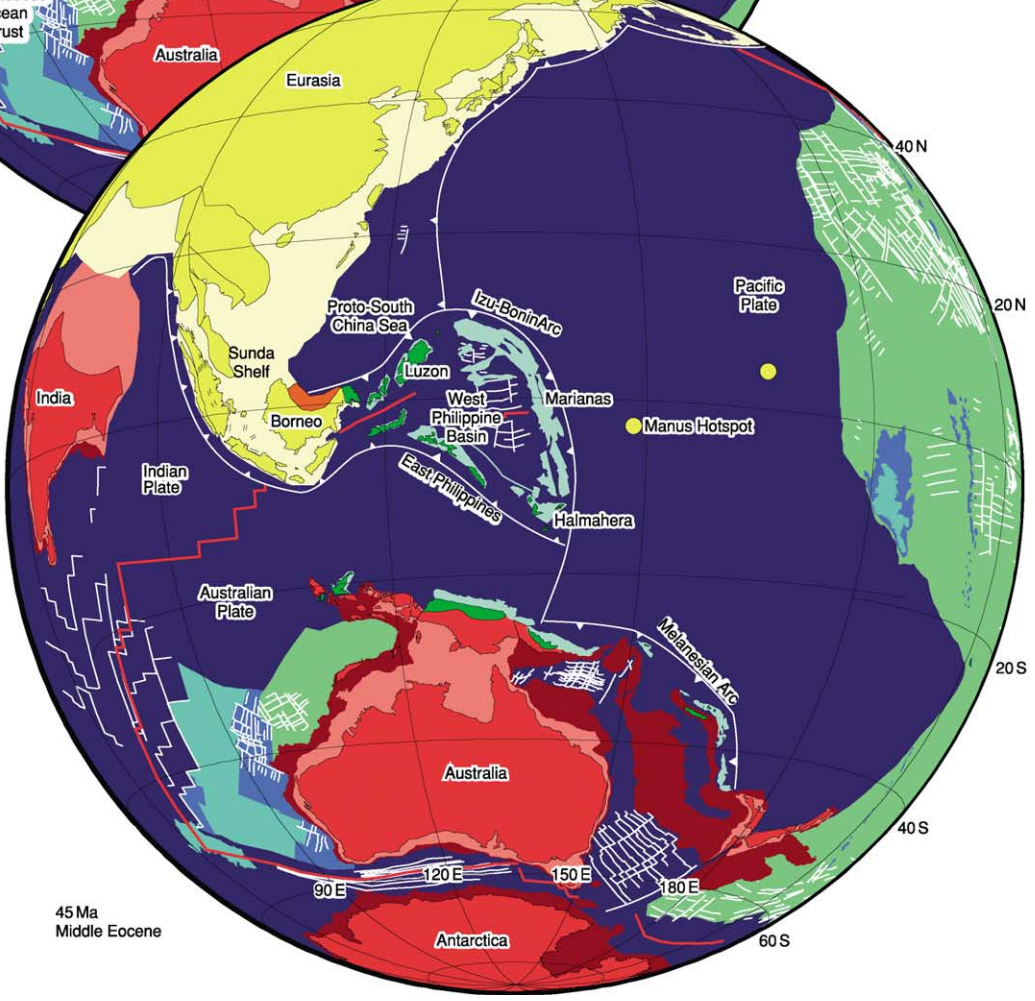 cean
rust
Australia
Eurasia
40 N
Pacific
Plate
20 N
Proto-South
China Sea
Izu-BoninArc
Luzon
Sunda
Shelf
India
Borneo
West
Philippine
Basin
Marianas
Manus Hotspot
Indian
Plate
East Philippines
Halmahera
Australian
Plate
Melanesian Arc
20 S
Australia
40 S
90 E
120 E
150 E
180 E
45 Ma
Middle Eocene
Antarctica
60 S